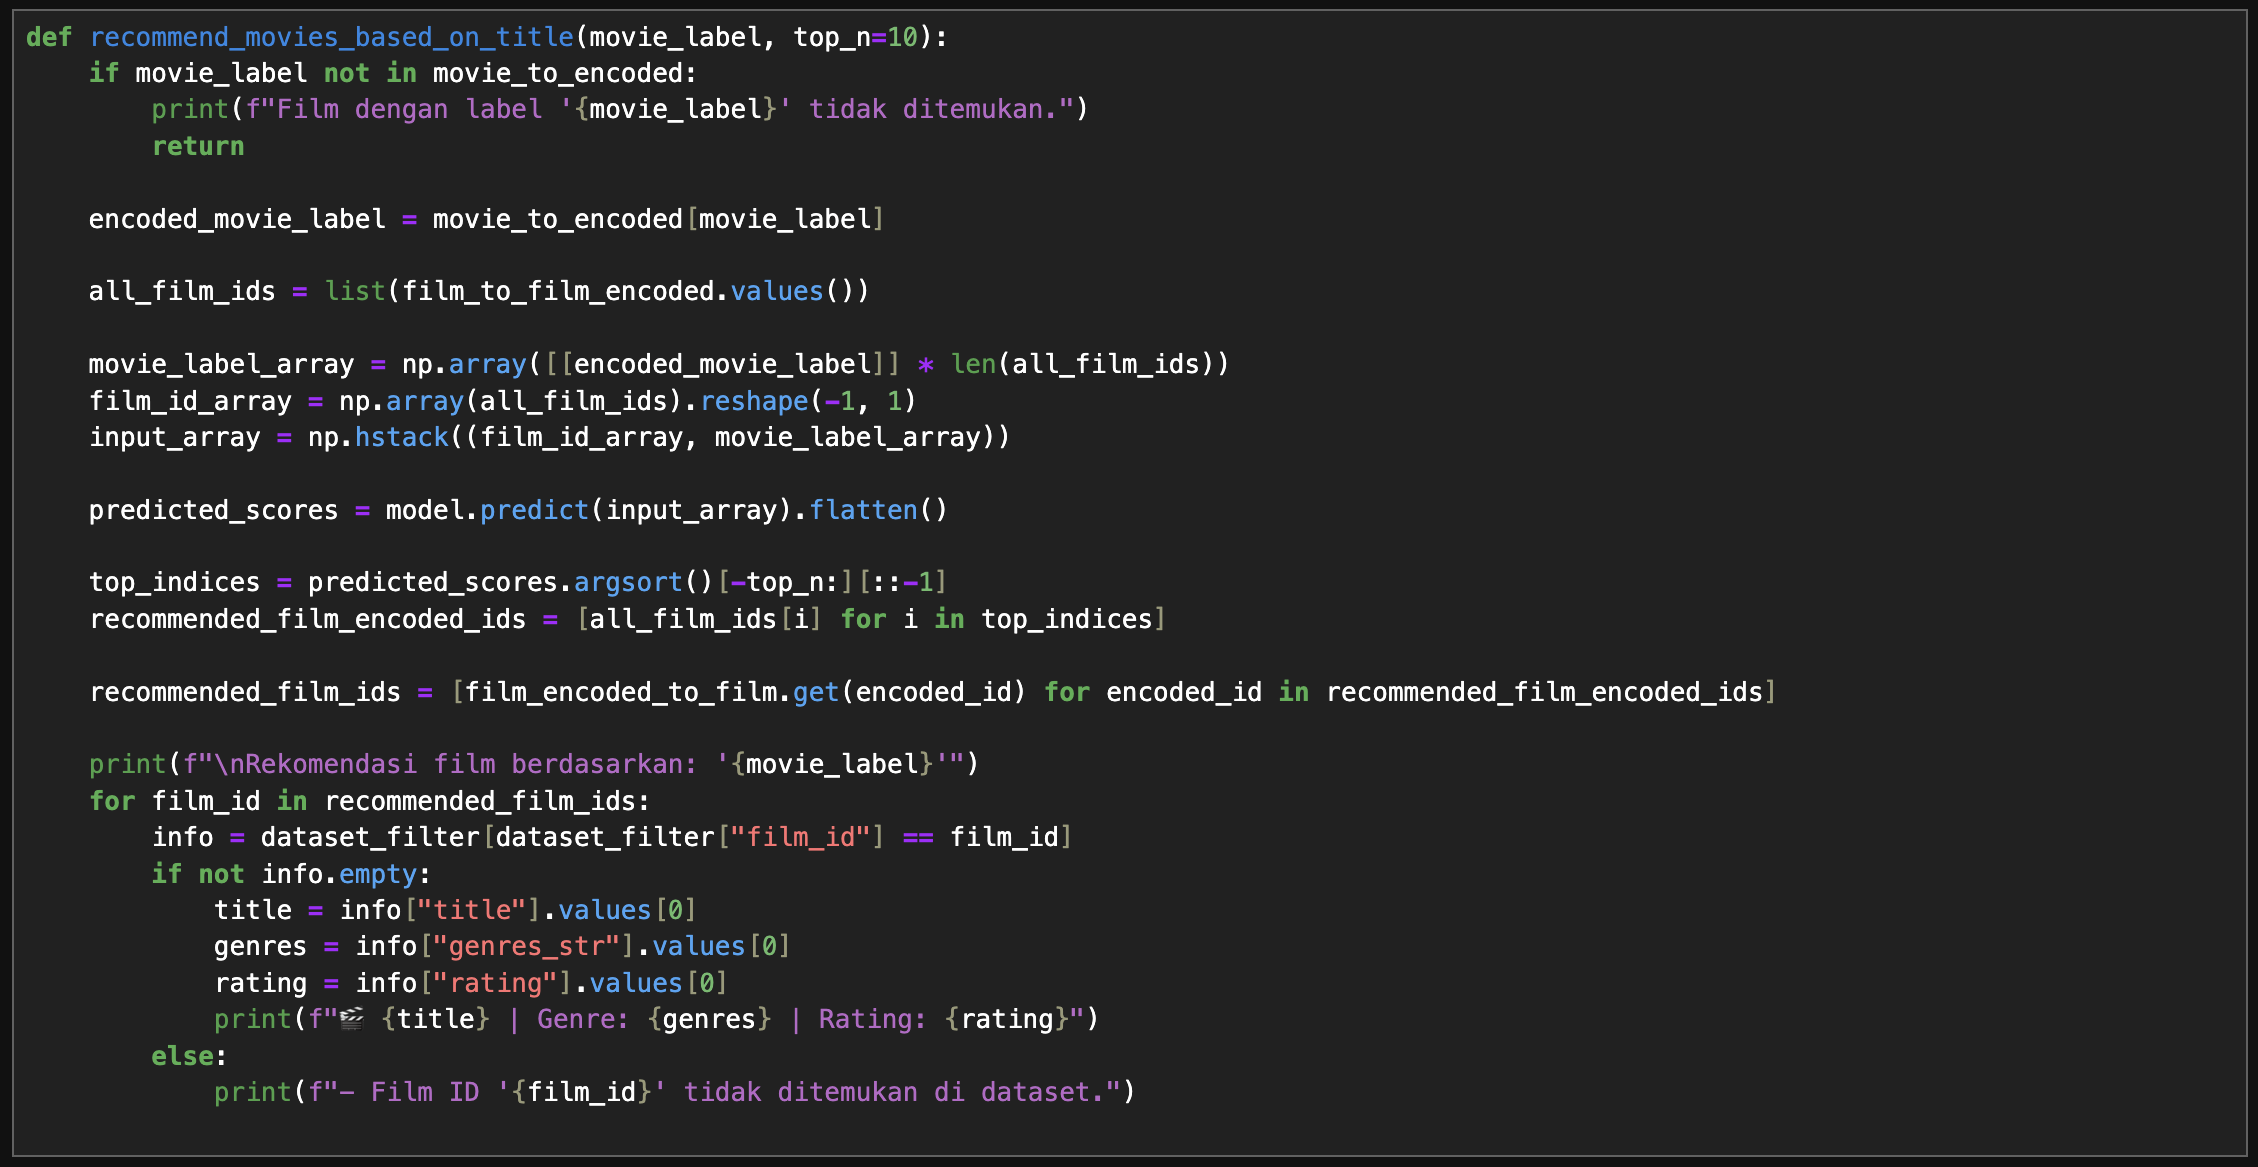 def recommend_movies_based_on_title(movie_label, top_n=10):
    if movie_label not in movie_to_encoded:
        print(f"Film dengan label '{movie_label}' tidak ditemukan.")
        return

    encoded_movie_label = movie_to_encoded[movie_label]

    all_film_ids = list(film_to_film_encoded.values())

    movie_label_array = np.array([[encoded_movie_label]] * len(all_film_ids))
    film_id_array = np.array(all_film_ids).reshape(-1, 1)
    input_array = np.hstack((film_id_array, movie_label_array))

    predicted_scores = model.predict(input_array).flatten()

    top_indices = predicted_scores.argsort()[-top_n:][::-1]
    recommended_film_encoded_ids = [all_film_ids[i] for i in top_indices]

    recommended_film_ids = [film_encoded_to_film.get(encoded_id) for encoded_id in recommended_film_encoded_ids]

    print(f"\nRekomendasi film berdasarkan: '{movie_label}'")
    for film_id in recommended_film_ids:
        info = dataset_filter[dataset_filter["film_id"] == film_id]
        if not info.empty:
            title = info["title"].values[0]
            genres = info["genres_str"].values[0]
            rating = info["rating"].values[0]
            print(f"🎬 {title} | Genre: {genres} | Rating: {rating}")
        else:
            print(f"- Film ID '{film_id}' tidak ditemukan di dataset.")